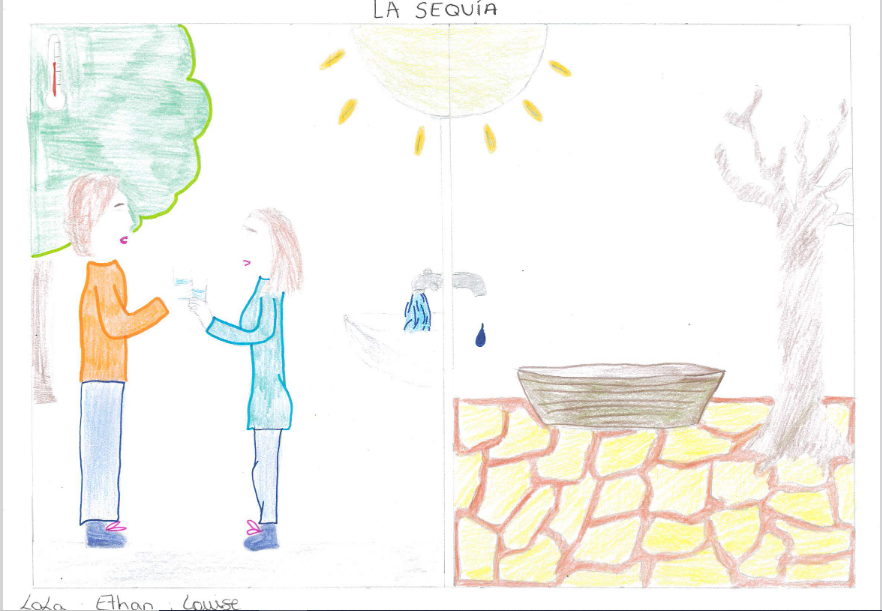 LA SEQUÍA
Lola . Ethan . Louise